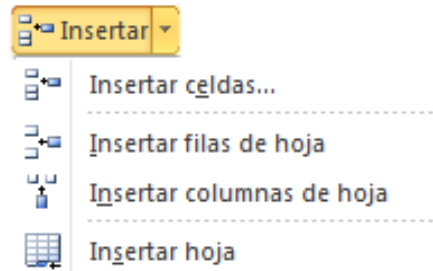 Insertar
Insertar celdas...
Insertar filas de hoja
Insertar columnas de hoja
Insertar hoja